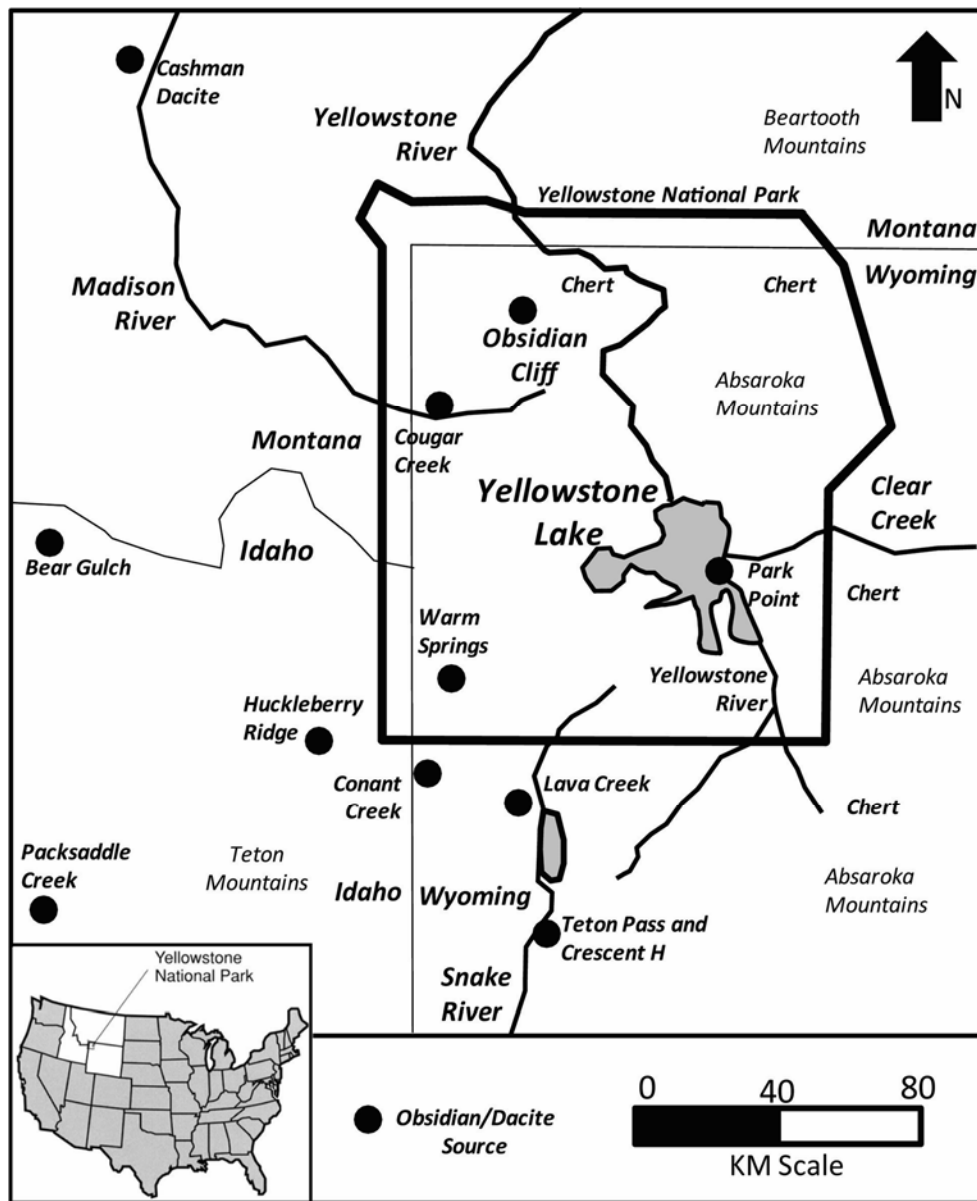 Cashman
Dacite
Yellowstone
River
N
Beartooth
Mountains
Yellowstone National Park
Montana
Wyoming
Madison
River
Chert
Chert
Obsidian
Cliff
Absaroka
Mountains
Montana
Cougar
Creek
Yellowstone
Lake
Clear
Creek
Idaho
Bear Gulch
Park
Point
Chert
Warm
Springs
Yellowstone
River
Absaroka
Mountains
Huckleberry
Ridge
Conant
Creek
Lava Creek
Chert
Packsaddle
Creek
Teton
Mountains
Idaho
Wyoming
Absaroka
Mountains
Teton Pass and
Crescent H
Snake
River
Yellowstone
National Park
Obsidian/Dacite
Source
0 40 80
KM Scale